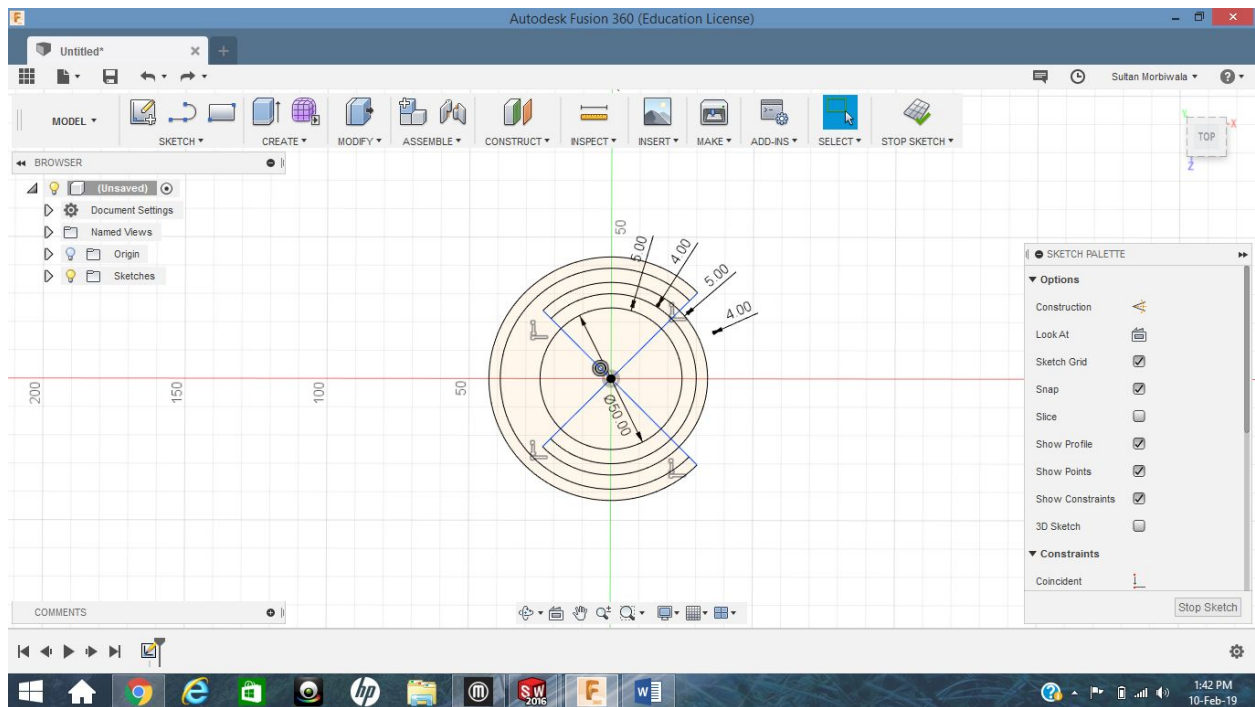 Autodesk Fusion 360 (Education License)
Untitled*
Sultan Morbiwala
MODEL
SKETCH
CREATE
MODIFY
ASSEMBLE
CONSTRUCT
INSPECT
INSERT
MAKE
ADD-INS
SELECT
STOP SKETCH
TOP
Y
X
Z
BROWSER
(Unsaved)
Document Settings
Named Views
Origin
Sketches
200
150
100
50
50
5.00
4.00
5.00
4.00
Ø50.00
SKETCH PALETTE
Options
Construction
Look At
Sketch Grid
Snap
Slice
Show Profile
Show Points
Show Constraints
3D Sketch
Constraints
Coincident
Stop Sketch
COMMENTS
hp
SW
2016
F
W
1:42 PM
10-Feb-19